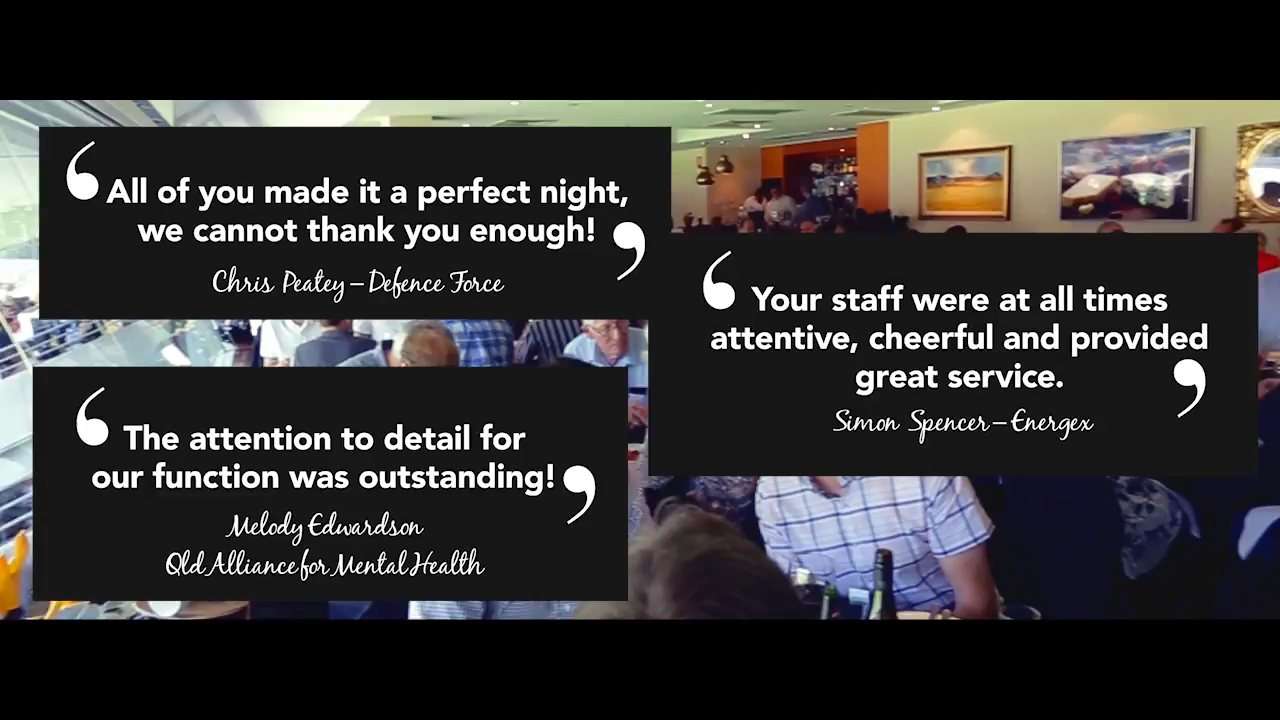 All of you made it a perfect night,
we cannot thank you enough!
Chris Peatey – Defence Force
Your staff were at all times
attentive, cheerful and provided
great service.
Simon Spencer – Energex
The attention to detail for
our function was outstanding!
Melody Edwardson
Qld Alliance for Mental Health